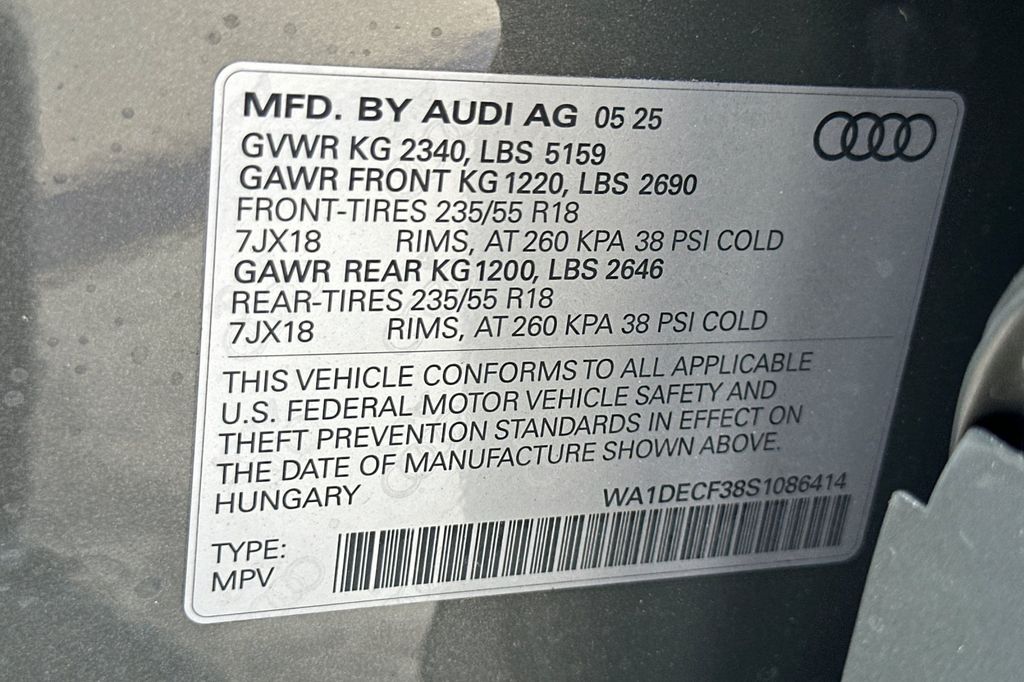 MFD. BY AUDI AG 05 25
GVWR KG 2340, LBS 5159
GAWR FRONT KG 1220, LBS 2690
FRONT-TIRES 235/55 R18
7JX18 RIMS, AT 260 KPA 38 PSI COLD
GAWR REAR KG 1200, LBS 2646
REAR-TIRES 235/55 R18
7JX18 RIMS, AT 260 KPA 38 PSI COLD
THIS VEHICLE CONFORMS TO ALL APPLICABLE
U.S. FEDERAL MOTOR VEHICLE SAFETY AND
THEFT PREVENTION STANDARDS IN EFFECT ON
THE DATE OF MANUFACTURE SHOWN ABOVE.
HUNGARY WA1DECF38S1086414
TYPE:
MPV